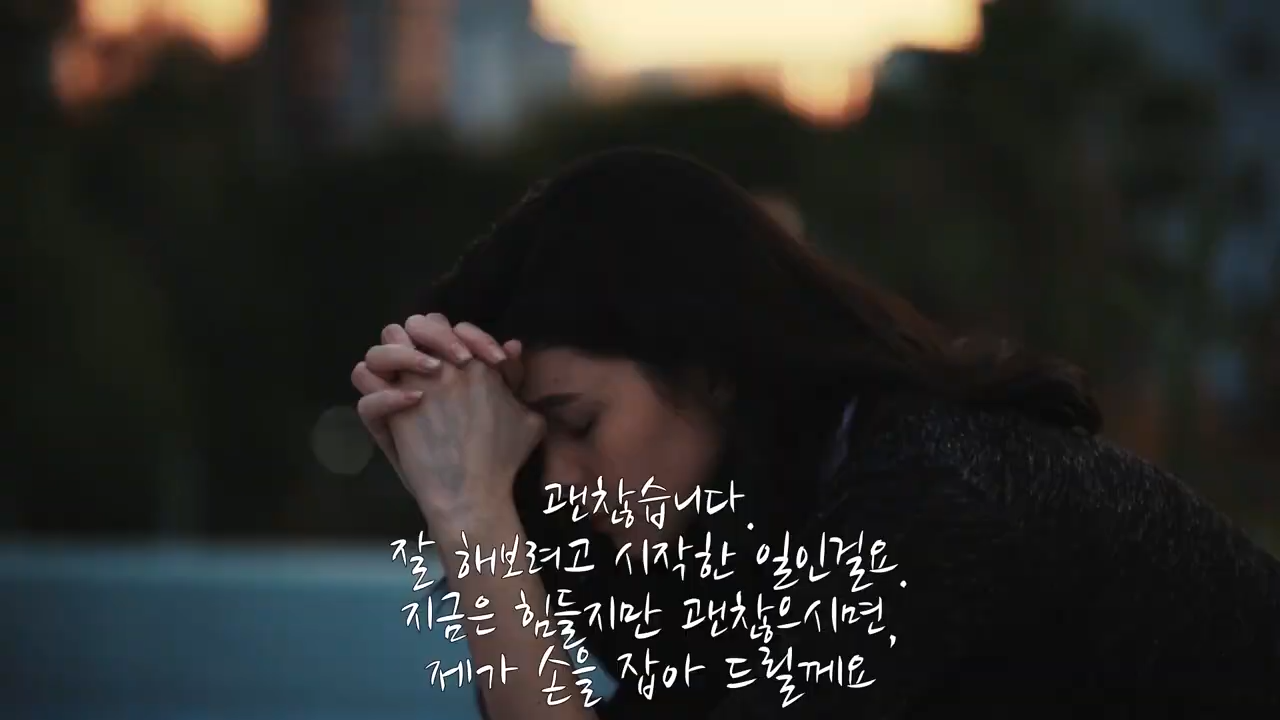 괜찮습니다.
잘 해보려고 시작한 일인걸요.
지금은 힘들지만 괜찮으시면,
제가 손을 잡아 드릴께요